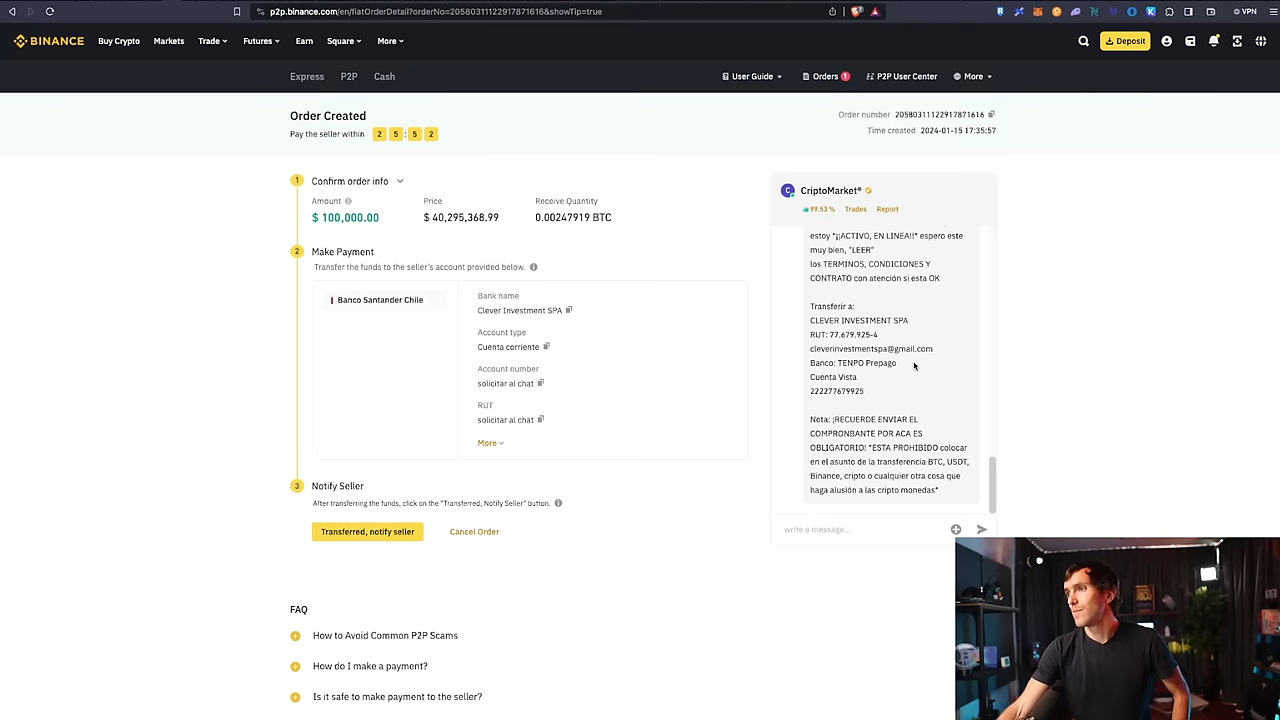 p2p.binance.com/en/fiatOrderDetail?orderNo=20580311122917871616&showTip=true
VPN
BINANCE
Buy Crypto
Markets
Trade
Futures
Earn
Square
More
Deposit
Express
P2P
Cash
User Guide
Orders 1
P2P User Center
More
Order Created
Order number 20580311122917871616
Pay the seller within 2 5 : 5 2
Time created 2024-01-15 17:35:57
1 Confirm order info
Amount
Price
Receive Quantity
$ 100,000.00
$ 40,295,368.99
0.00247919 BTC
2 Make Payment
Transfer the funds to the seller's account provided below.
Banco Santander Chile
Bank name
Clever Investment SPA
Account type
Cuenta corriente
Account number
solicitar al chat
RUT
solicitar al chat
More
3 Notify Seller
After transferring the funds, click on the "Transferred, Notify Seller" button.
Transferred, notify seller
Cancel Order
C CriptoMarket®
99.53 %
Trades
Report
estoy *¡¡ACTIVO, EN LINEA!!* espero este
muy bien, "LEER"
los TERMINOS, CONDICIONES Y
CONTRATO con atención si esta OK
Transferir a:
CLEVER INVESTMENT SPA
RUT: 77.679.925-4
cleverinvestmentspa@gmail.com
Banco: TENPO Prepago
Cuenta Vista
222277679925
Nota: ¡RECUERDE ENVIAR EL
COMPRONBANTE POR ACA ES
OBLIGATORIO! *ESTA PROHIBIDO colocar
en el asunto de la transferencia BTC, USDT,
Binance, cripto o cualquier otra cosa que
haga alusión a las cripto monedas*
write a message...
FAQ
How to Avoid Common P2P Scams
How do I make a payment?
Is it safe to make payment to the seller?